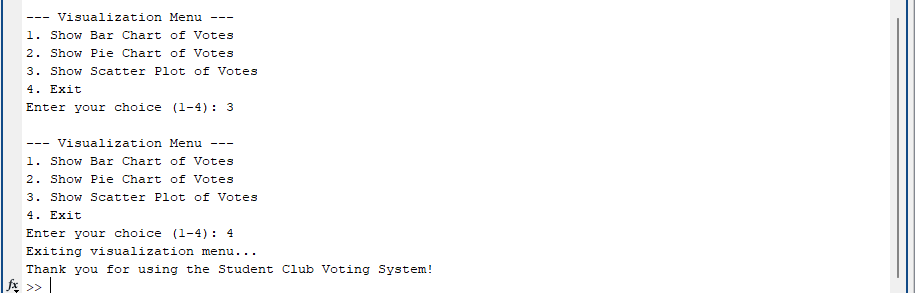 --- Visualization Menu ---
1. Show Bar Chart of Votes
2. Show Pie Chart of Votes
3. Show Scatter Plot of Votes
4. Exit
Enter your choice (1-4): 3
--- Visualization Menu ---
1. Show Bar Chart of Votes
2. Show Pie Chart of Votes
3. Show Scatter Plot of Votes
4. Exit
Enter your choice (1-4): 4
Exiting visualization menu...
Thank you for using the Student Club Voting System!
fx >>